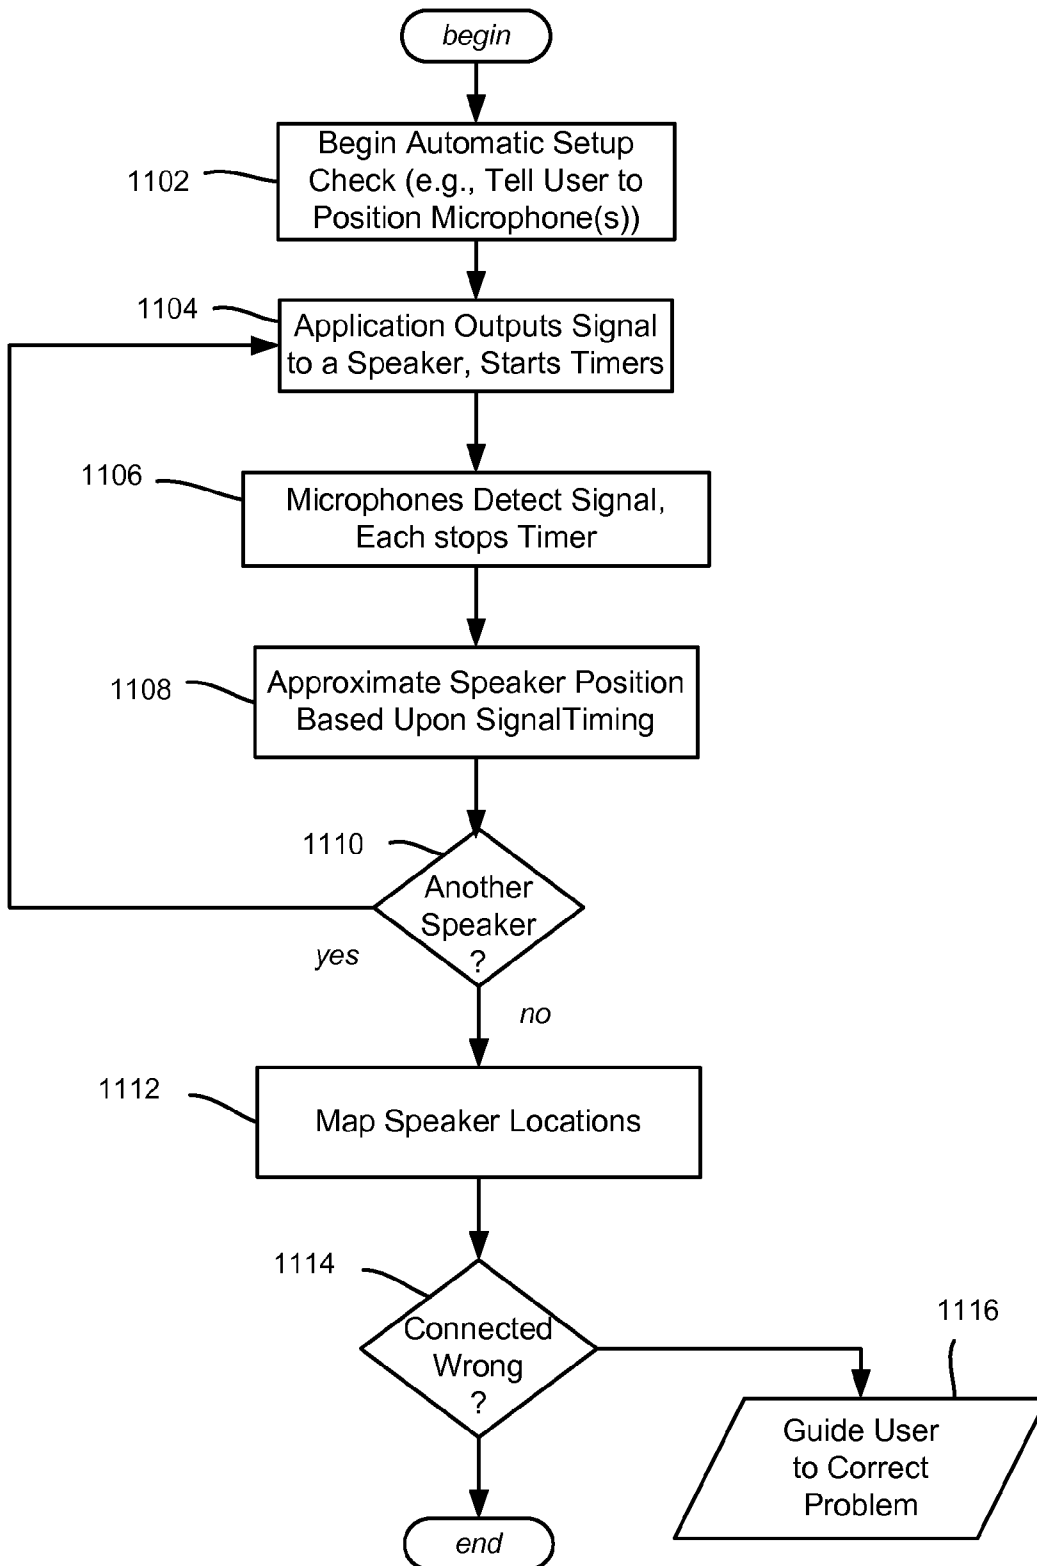 begin
1102
Begin Automatic Setup
Check (e.g., Tell User to
Position Microphone(s))
1104
Application Outputs Signal
to a Speaker, Starts Timers
1106
Microphones Detect Signal,
Each stops Timer
1108
Approximate Speaker Position
Based Upon SignalTiming
1110
Another
Speaker
?
yes
no
1112
Map Speaker Locations
1114
Connected
Wrong
?
1116
Guide User
to Correct
Problem
end